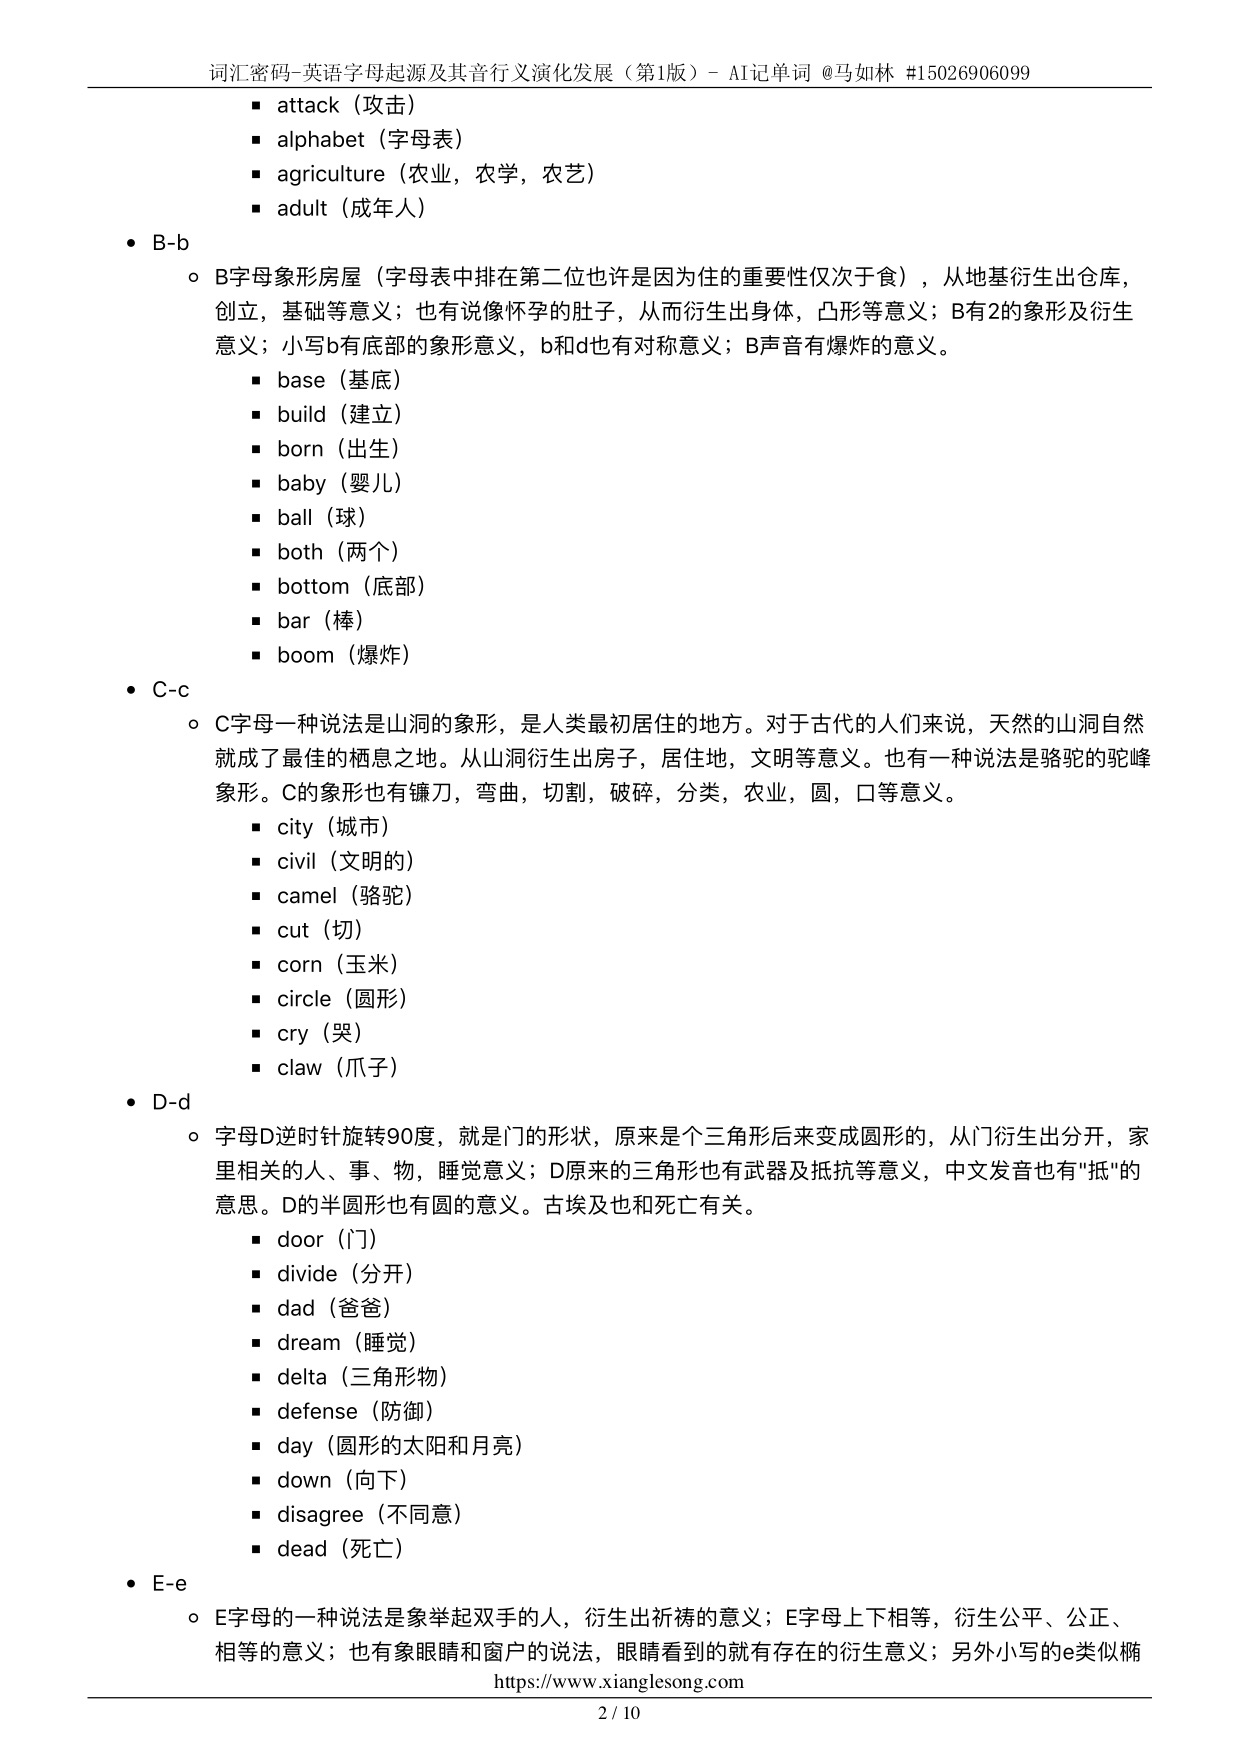 词汇密码-英语字母起源及其音行义演化发展（第1版）- AI记单词 @马如林 #15026906099
▪ attack（攻击）
▪ alphabet（字母表）
▪ agriculture（农业，农学，农艺）
▪ adult（成年人）
• B-b
◦ B字母象形房屋（字母表中排在第二位也许是因为住的重要性仅次于食），从地基衍生出仓库，
创立，基础等意义；也有说像怀孕的肚子，从而衍生出身体，凸形等意义；B有2的象形及衍生
意义；小写b有底部的象形意义，b和d也有对称意义；B声音有爆炸的意义。
▪ base（基底）
▪ build（建立）
▪ born（出生）
▪ baby（婴儿）
▪ ball（球）
▪ both（两个）
▪ bottom（底部）
▪ bar（棒）
▪ boom（爆炸）
• C-c
◦ C字母一种说法是山洞的象形，是人类最初居住的地方。对于古代的人们来说，天然的山洞自然
就成了最佳的栖息之地。从山洞衍生出房子，居住地，文明等意义。也有一种说法是骆驼的驼峰
象形。C的象形也有镰刀，弯曲，切割，破碎，分类，农业，圆，口等意义。
▪ city（城市）
▪ civil（文明的）
▪ camel（骆驼）
▪ cut（切）
▪ corn（玉米）
▪ circle（圆形）
▪ cry（哭）
▪ claw（爪子）
• D-d
◦ 字母D逆时针旋转90度，就是门的形状，原来是个三角形后来变成圆形的，从门衍生出分开，家
里相关的人、事、物，睡觉意义；D原来的三角形也有武器及抵抗等意义，中文发音也有"抵"的
意思。D的半圆形也有圆的意义。古埃及也和死亡有关。
▪ door（门）
▪ divide（分开）
▪ dad（爸爸）
▪ dream（睡觉）
▪ delta（三角形物）
▪ defense（防御）
▪ day（圆形的太阳和月亮）
▪ down（向下）
▪ disagree（不同意）
▪ dead（死亡）
• E-e
◦ E字母的一种说法是象举起双手的人，衍生出祈祷的意义；E字母上下相等，衍生公平、公正、
相等的意义；也有象眼睛和窗户的说法，眼睛看到的就有存在的衍生意义；另外小写的e类似椭
https://www.xianglesong.com
2 / 10